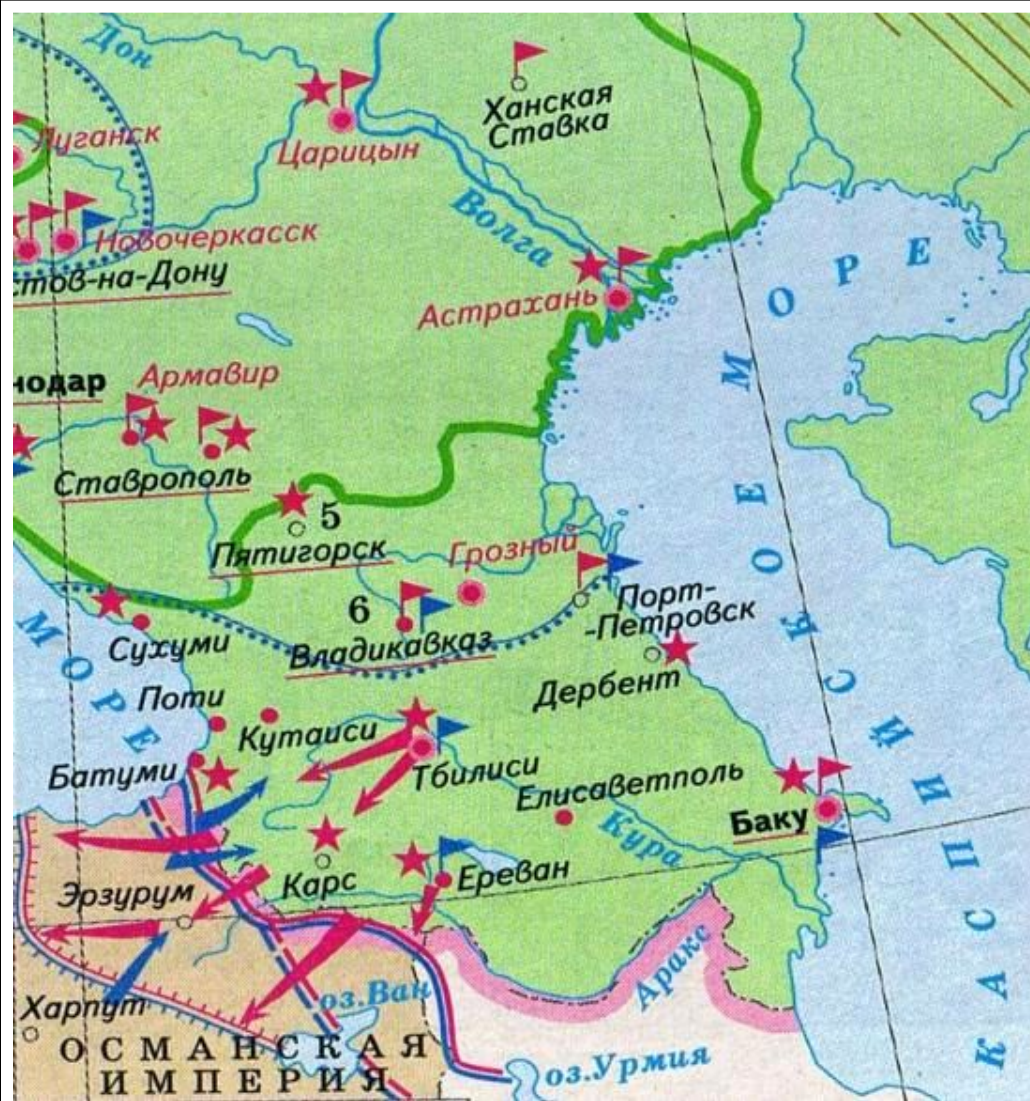 Дон
Ханская
Ставка
Луганск
Царицын
Волга
Новочеркасск
стов-на-Дону
Астрахань
нодар
Армавир
Ставрополь
5
Пятигорск
Грозный
6
Владикавказ
Порт-
-Петровск
Сухуми
МОРЕ
Дербент
Поти
Кутаиси
Батуми
Тбилиси
Елисаветполь
Кура
Баку
Эрзурум
Карс
Ереван
Аракс
Харпут
оз.Ван
ОСМАНСКАЯ
ИМПЕРИЯ
оз.Урмия
КАСПИЙСКОЕ МОРЕ